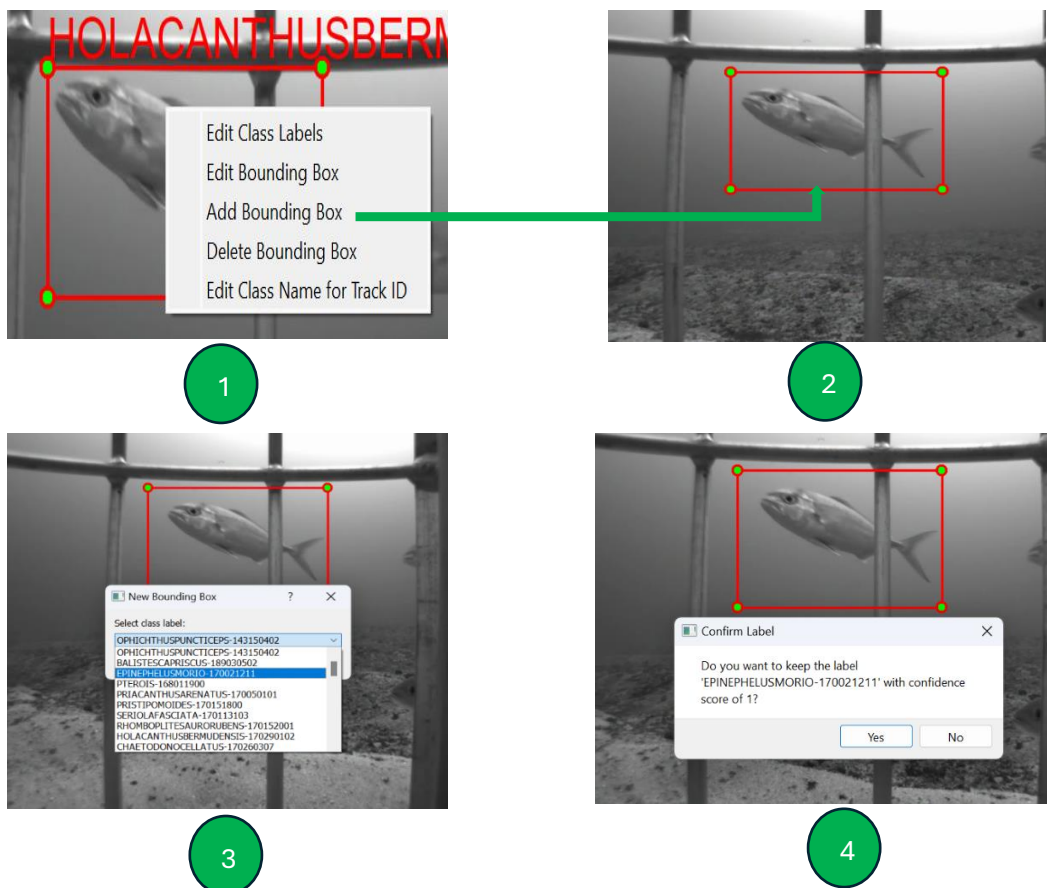 HOLACANTHUSBERM
Edit Class Labels
Edit Bounding Box
Add Bounding Box
Delete Bounding Box
Edit Class Name for Track ID
1
2
New Bounding Box ? X
Select class label:
OPHICHTHUSPUNCTICEPS-143150402
OPHICHTHUSPUNCTICEPS-143150402
BALISTESCAPRISCUS-189030502
EPINEPHELUSMORIO-170021211
PTEROIS-168011900
PRIACANTHUSARENATUS-170050101
PRISTIPOMOIDES-170151800
SERIOLAFASCIATA-170113103
RHOMBOPLITESAURORUBENS-170152001
HOLACANTHUSBERMUDENSIS-170290102
CHAETODONOCELLATUS-170260307
3
Confirm Label X
Do you want to keep the label
'EPINEPHELUSMORIO-170021211' with confidence
score of 1?
Yes No
4